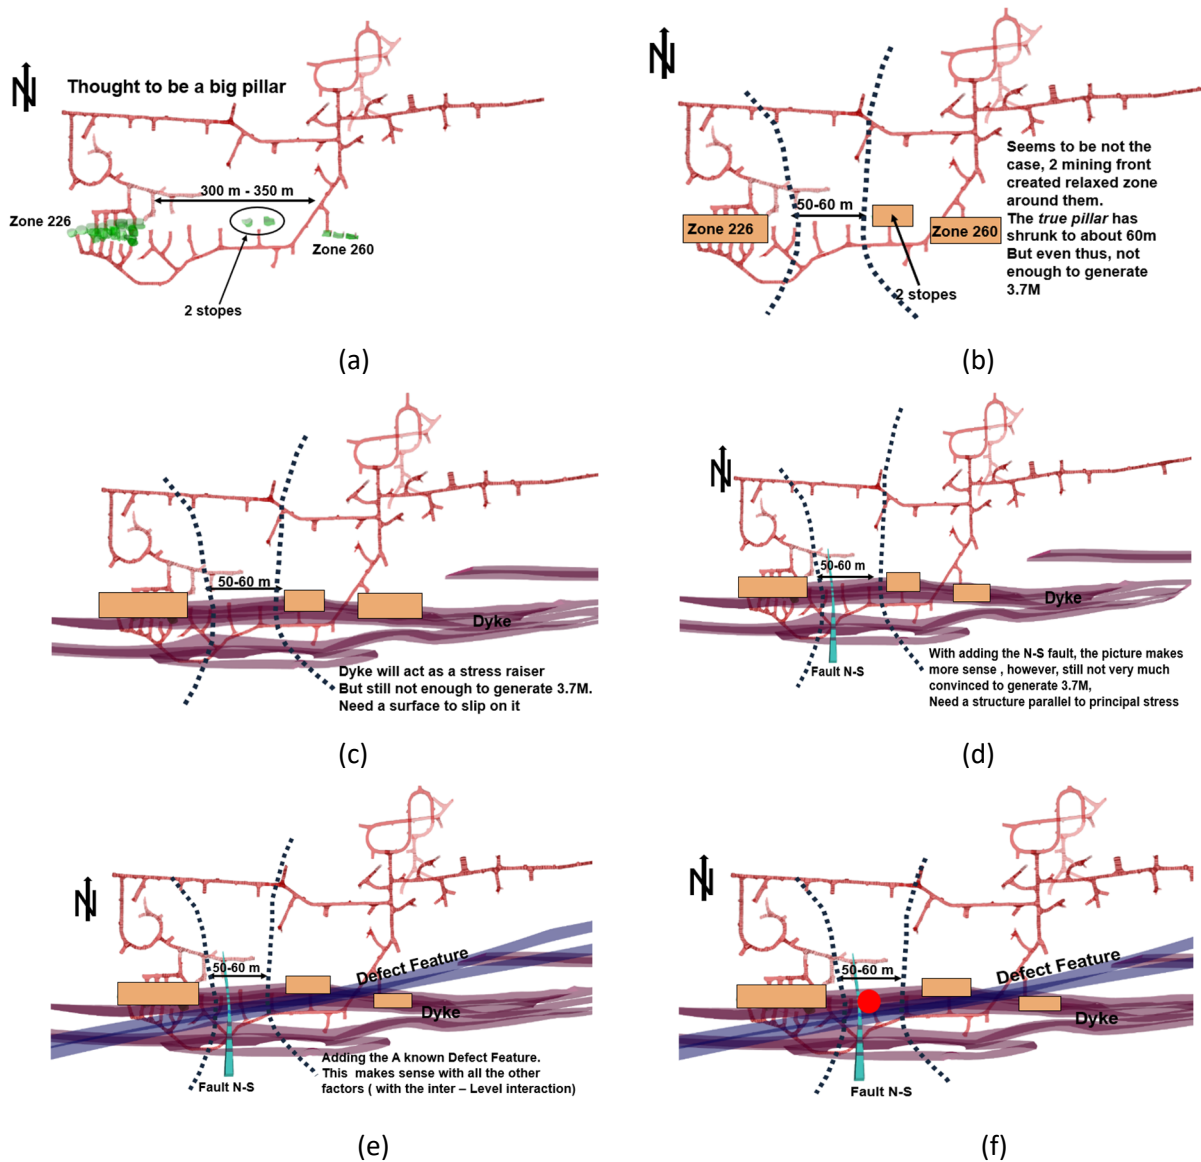 N
Thought to be a big pillar
300 m - 350 m
Zone 226
Zone 260
2 stopes
(a)
N
Seems to be not the
case, 2 mining front
created relaxed zone
around them.
The true pillar has
shrunk to about 60m
But even thus, not
enough to generate
3.7M
50-60 m
Zone 226
Zone 260
2 stopes
(b)
50-60 m
Dyke
Dyke will act as a stress raiser
But still not enough to generate 3.7M.
Need a surface to slip on it
(c)
N
50-60 m
Dyke
Fault N-S
With adding the N-S fault, the picture makes
more sense , however, still not very much
convinced to generate 3.7M,
Need a structure parallel to principal stress
(d)
N
50-60 m
Defect Feature
Dyke
Fault N-S
Adding the A known Defect Feature.
This makes sense with all the other
factors ( with the inter – Level interaction)
(e)
N
50-60 m
Defect Feature
Dyke
Fault N-S
(f)